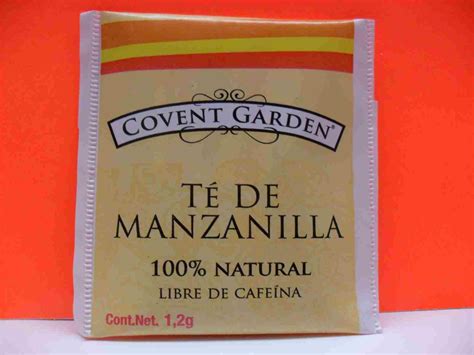 COVENT GARDEN®
TÉ DE
MANZANILLA
100% NATURAL
LIBRE DE CAFEÍNA
Cont.Net. 1,2g